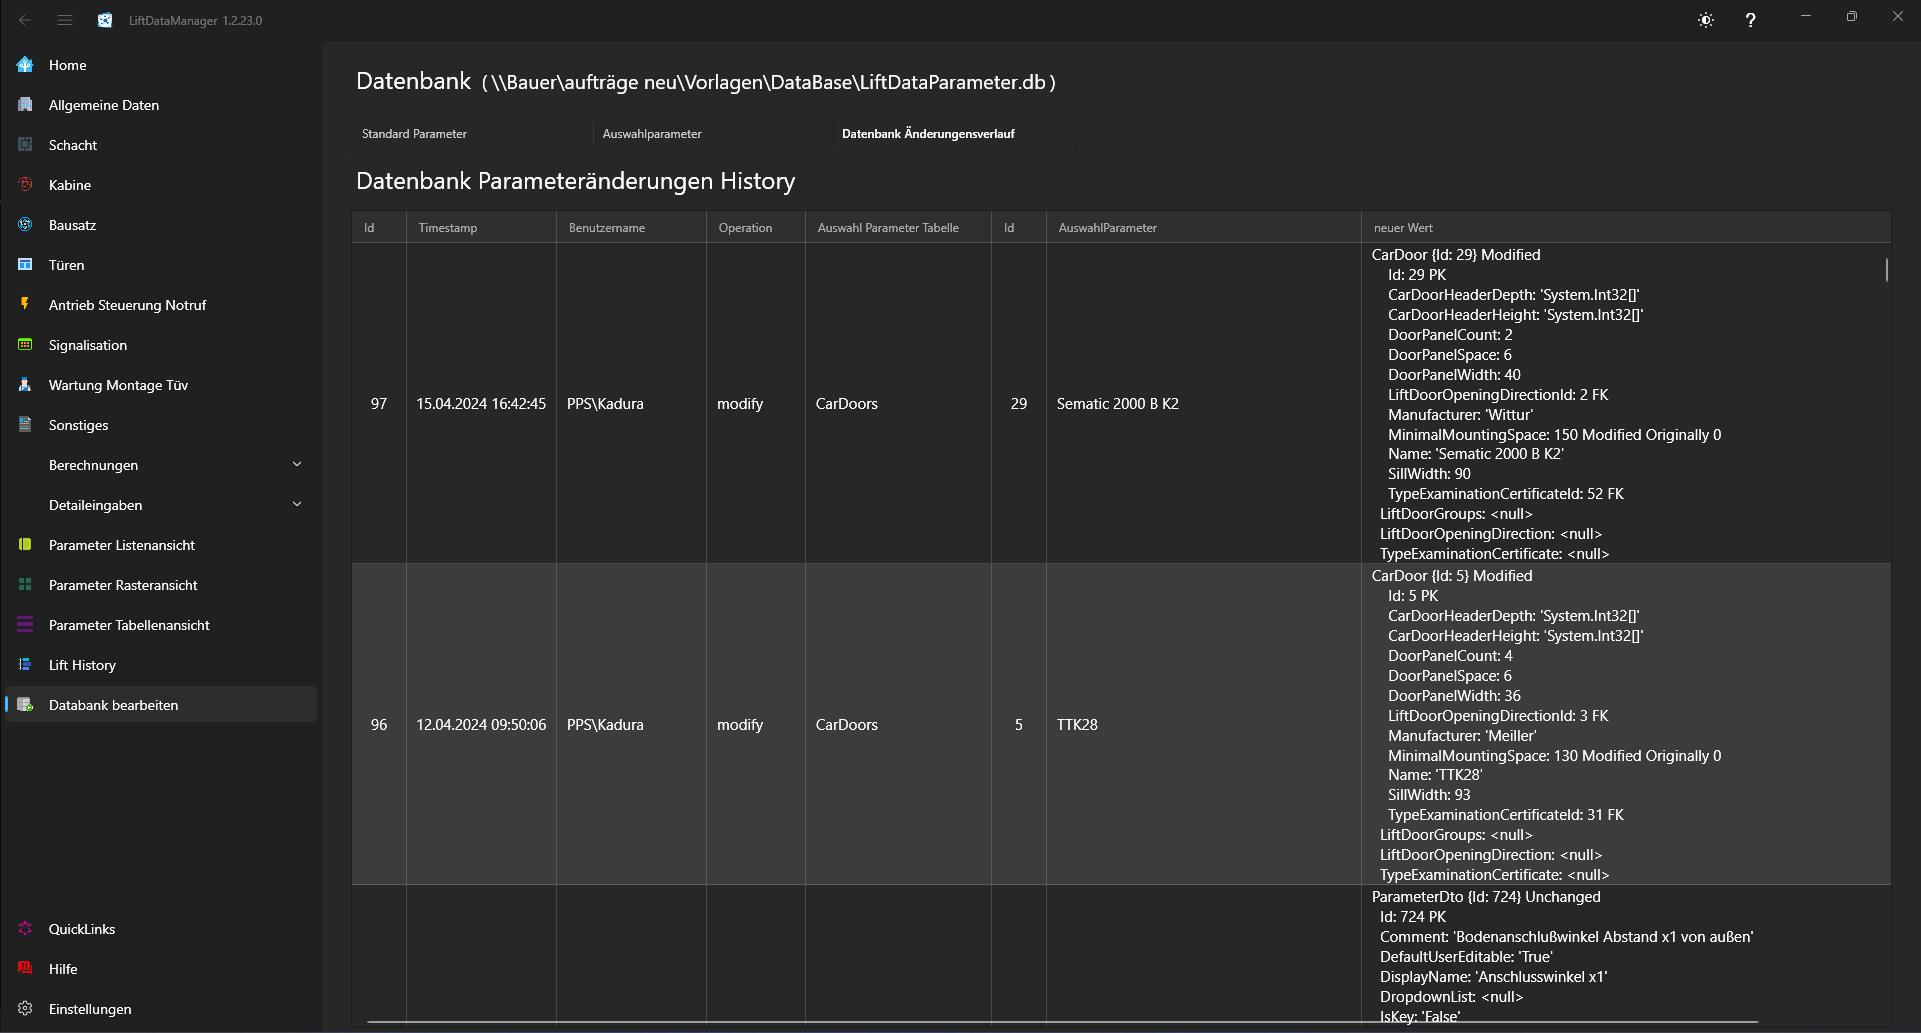 LiftDataManager 1.2.23.0
?
Home
Allgemeine Daten
Schacht
Kabine
Bausatz
Türen
Antrieb Steuerung Notruf
Signalisation
Wartung Montage Tüv
Sonstiges
Berechnungen
Detaileingaben
Parameter Listenansicht
Parameter Rasteransicht
Parameter Tabellenansicht
Lift History
Databank bearbeiten
QuickLinks
Hilfe
Einstellungen
Datenbank (\\Bauer\aufträge neu\Vorlagen\DataBase\LiftDataParameter.db)
Standard Parameter Auswahlparameter Datenbank Änderungensverlauf
Datenbank Parameteränderungen History
Id Timestamp Benutzername Operation Auswahl Parameter Tabelle Id AuswahlParameter neuer Wert
97 15.04.2024 16:42:45 PPS\Kadura modify CarDoors 29 Sematic 2000 B K2
CarDoor {Id: 29} Modified
Id: 29 PK
CarDoorHeaderDepth: 'System.Int32[]'
CarDoorHeaderHeight: 'System.Int32[]'
DoorPanelCount: 2
DoorPanelSpace: 6
DoorPanelWidth: 40
LiftDoorOpeningDirectionId: 2 FK
Manufacturer: 'Wittur'
MinimalMountingSpace: 150 Modified Originally 0
Name: 'Sematic 2000 B K2'
SillWidth: 90
TypeExaminationCertificateId: 52 FK
LiftDoorGroups: <null>
LiftDoorOpeningDirection: <null>
TypeExaminationCertificate: <null>
96 12.04.2024 09:50:06 PPS\Kadura modify CarDoors 5 TTK28
CarDoor {Id: 5} Modified
Id: 5 PK
CarDoorHeaderDepth: 'System.Int32[]'
CarDoorHeaderHeight: 'System.Int32[]'
DoorPanelCount: 4
DoorPanelSpace: 6
DoorPanelWidth: 36
LiftDoorOpeningDirectionId: 3 FK
Manufacturer: 'Meiller'
MinimalMountingSpace: 130 Modified Originally 0
Name: 'TTK28'
SillWidth: 93
TypeExaminationCertificateId: 31 FK
LiftDoorGroups: <null>
LiftDoorOpeningDirection: <null>
TypeExaminationCertificate: <null>
ParameterDto {Id: 724} Unchanged
Id: 724 PK
Comment: 'Bodenanschlußwinkel Abstand x1 von außen'
DefaultUserEditable: 'True'
DisplayName: 'Anschlusswinkel x1'
DropdownList: <null>
IsKey: 'False'